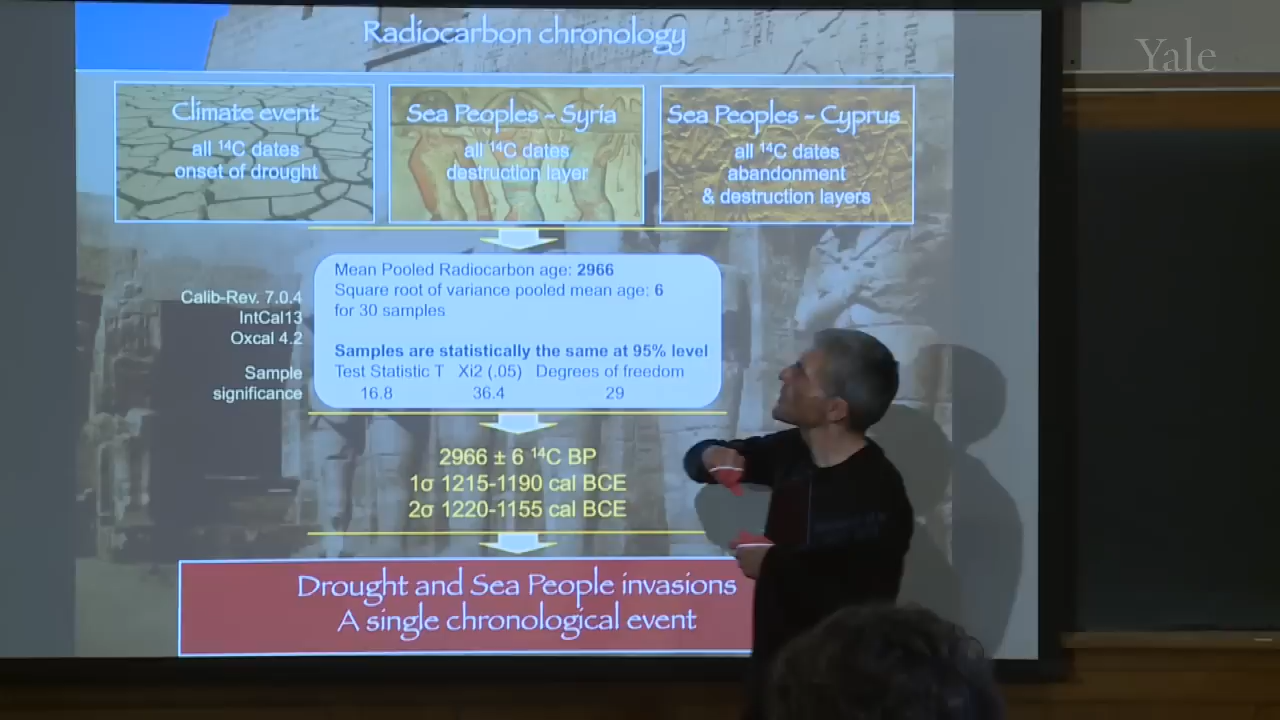 Radiocarbon chronology
Yale
Climate event
all ¹⁴C dates
onset of drought
Sea Peoples - Syria
all ¹⁴C dates
destruction layer
Sea Peoples - Cyprus
all ¹⁴C dates
abandonment
& destruction layers
Calib-Rev. 7.0.4
IntCal13
Oxcal 4.2
Sample
significance
Mean Pooled Radiocarbon age: 2966
Square root of variance pooled mean age: 6
for 30 samples
Samples are statistically the same at 95% level
Test Statistic T Xi2 (.05) Degrees of freedom
16.8 36.4 29
2966 ± 6 ¹⁴C BP
1σ 1215-1190 cal BCE
2σ 1220-1155 cal BCE
Drought and Sea People invasions
A single chronological event